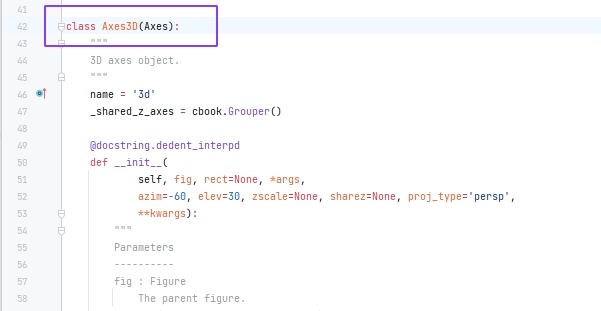 41
42 class Axes3D(Axes):
43 """
44 3D axes object.
45 """
46 name = '3d'
47 _shared_z_axes = cbook.Grouper()
48
49 @docstring.dedent_interpd
50 def __init__(
51 self, fig, rect=None, *args,
52 azim=-60, elev=30, zscale=None, sharez=None, proj_type='persp',
53 **kwargs):
54 """
55 Parameters
56 ----------
57 fig : Figure
58 The parent figure.